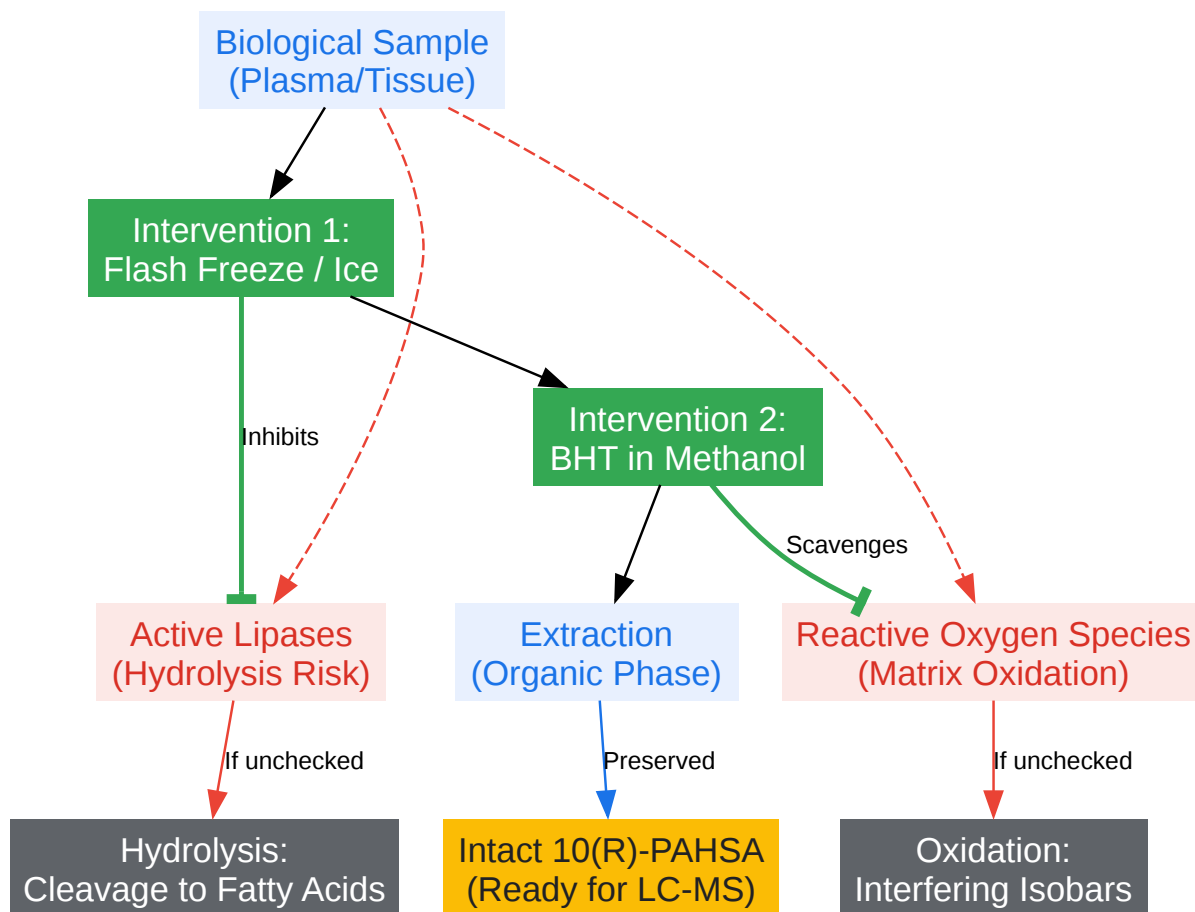 Biological Sample
(Plasma/Tissue)
Intervention 1:
Flash Freeze / Ice
Intervention 2:
BHT in Methanol
Inhibits
Scavenges
Active Lipases
(Hydrolysis Risk)
Extraction
(Organic Phase)
Reactive Oxygen Species
(Matrix Oxidation)
If unchecked
Preserved
If unchecked
Hydrolysis:
Cleavage to Fatty Acids
Intact 10(R)-PAHSA
(Ready for LC-MS)
Oxidation:
Interfering Isobars